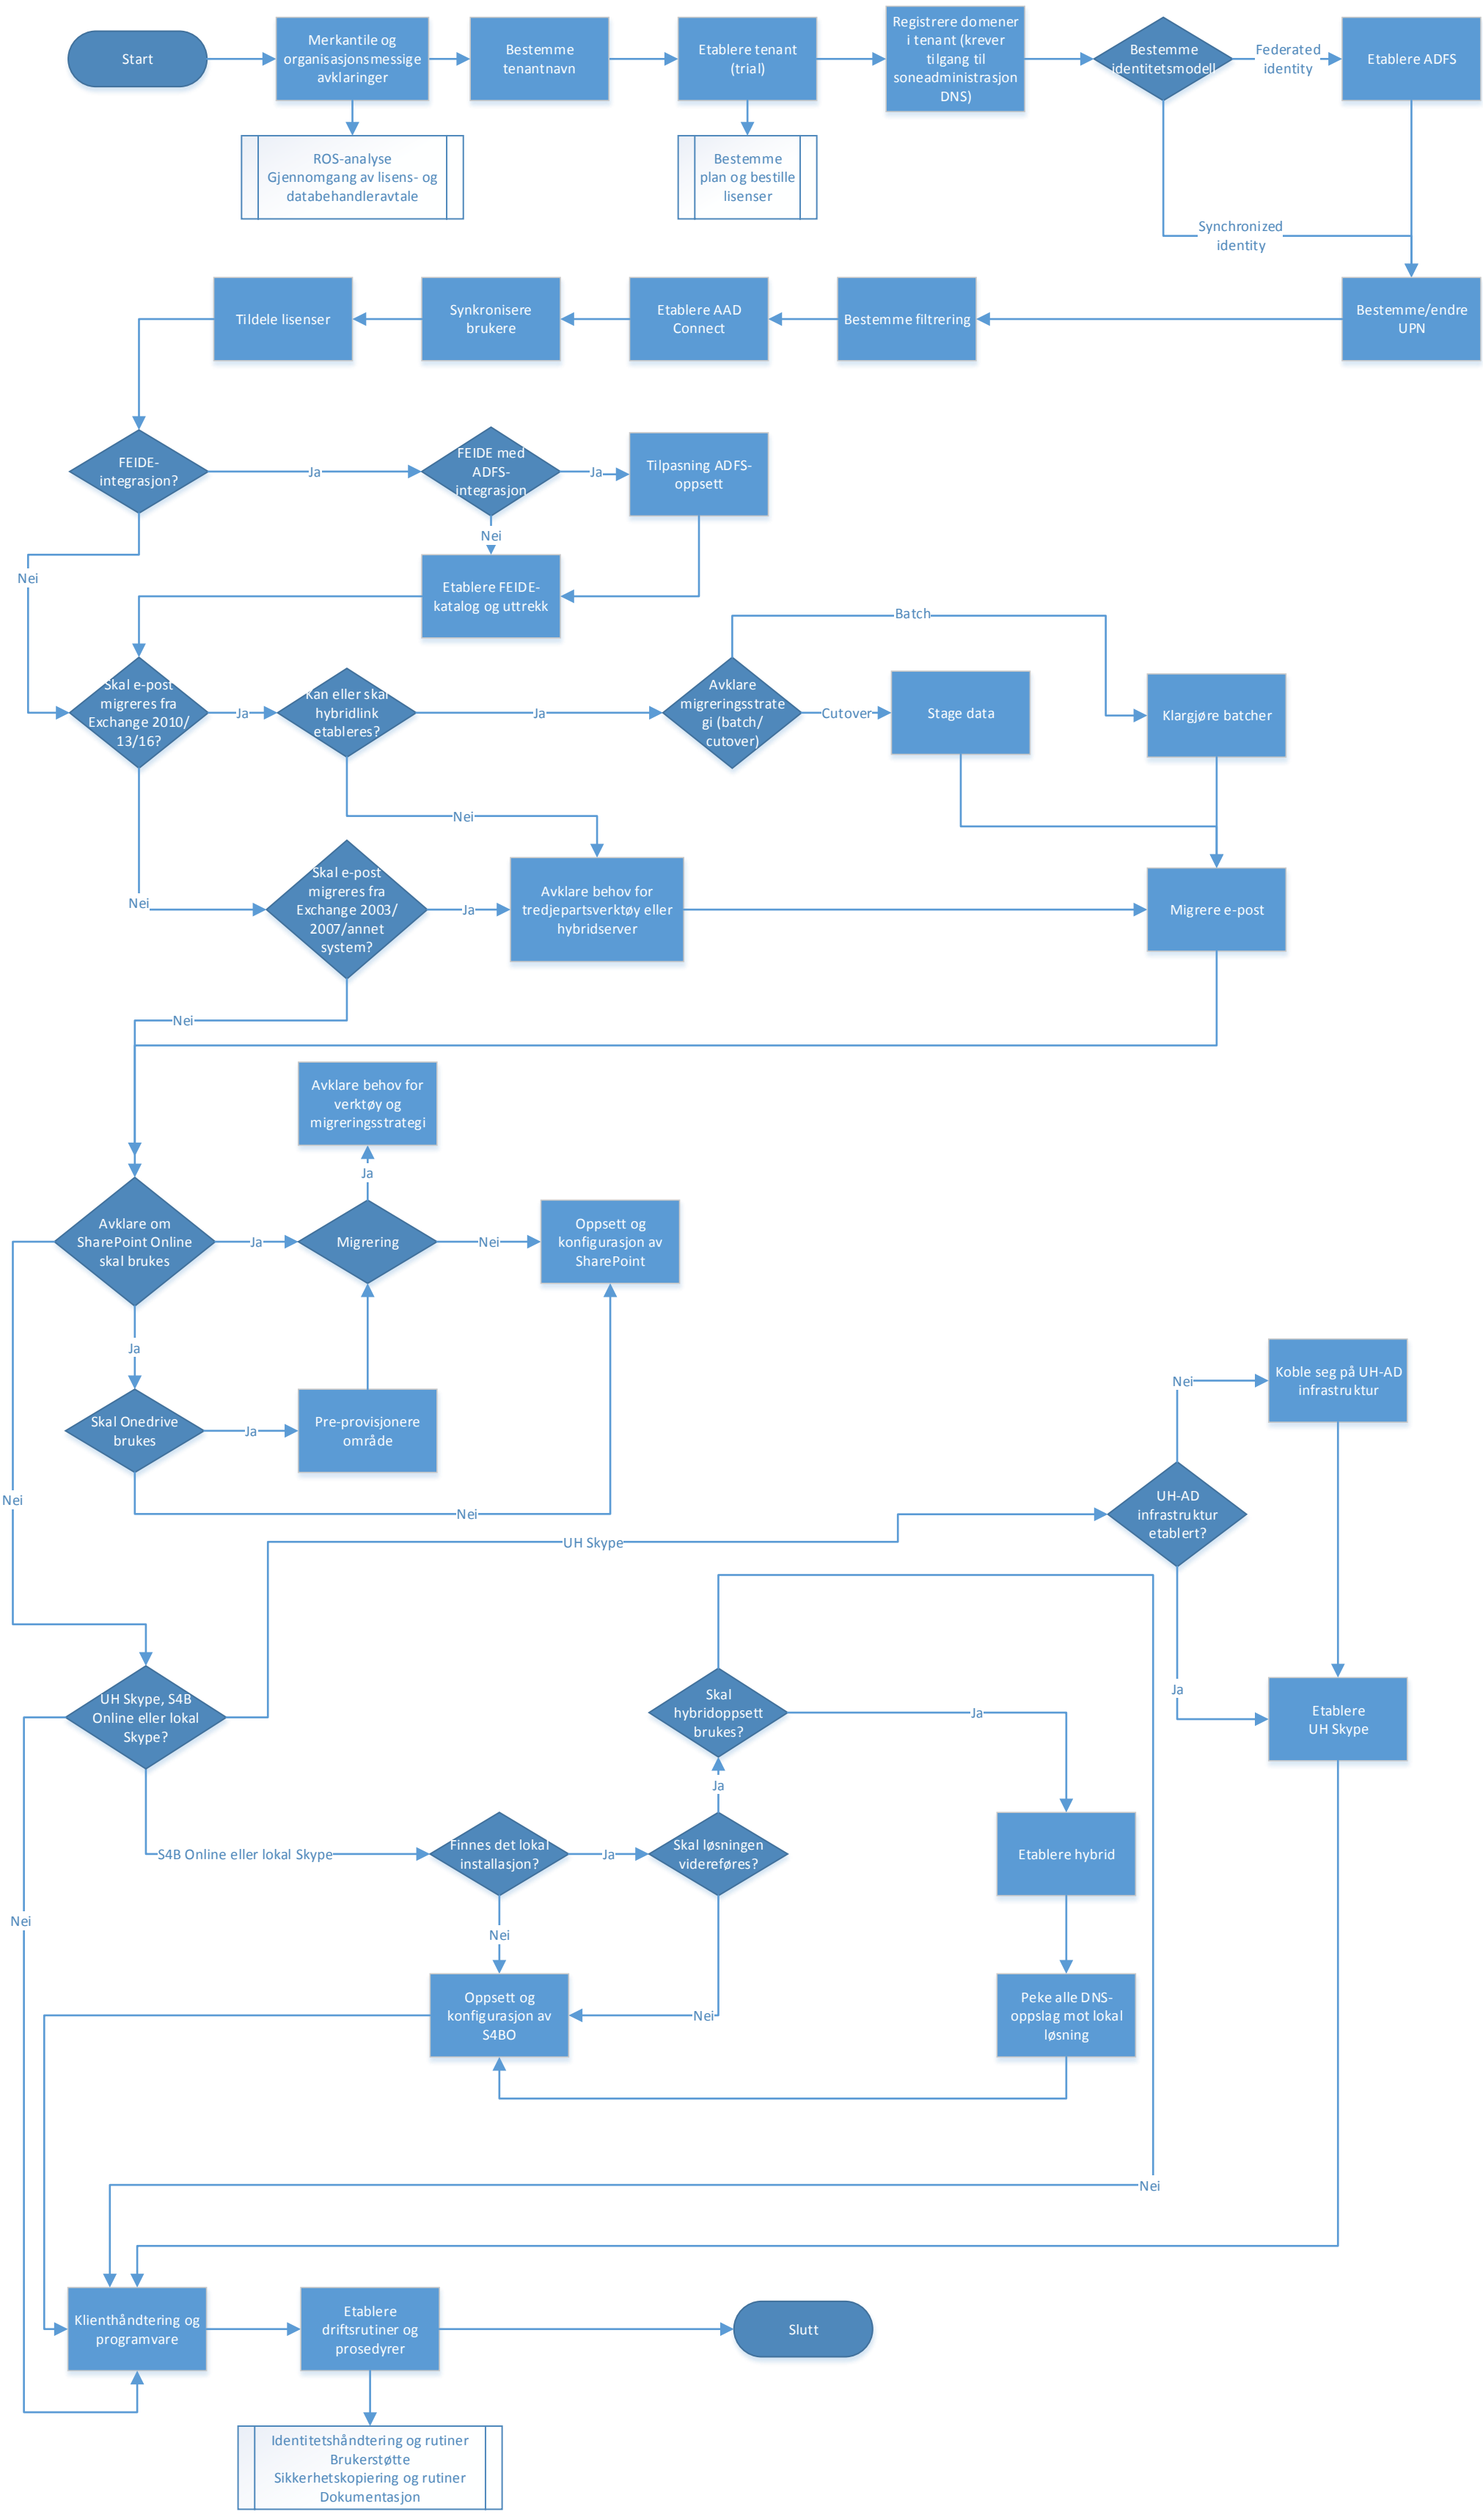 Start
Merkantile og
organisasjonsmessige
avklaringer
Bestemme
tenantnavn
Etablere tenant
(trial)
Registrere domener
i tenant (krever
tilgang til
soneadministrasjon
DNS)
Bestemme
identitetsmodell
Federated
identity
Etablere ADFS
ROS-analyse
Gjennomgang av lisens- og
databehandleravtale
Bestemme
plan og bestille
lisenser
Synchronized
identity
Tildele lisenser
Synkronisere
brukere
Etablere AAD
Connect
Bestemme filtrering
Bestemme/endre
UPN
FEIDE-
integrasjon?
Ja
FEIDE med
ADFS-
integrasjon
Ja
Tilpasning ADFS-
oppsett
Nei
Nei
Etablere FEIDE-
katalog og uttrekk
Batch
Skal e-post
migreres fra
Exchange 2010/
13/16?
Ja
Kan eller skal
hybridlink
etableres?
Ja
Avklare
migreringsstrate
gi (batch/
cutover)
Cutover
Stage data
Klargjøre batcher
Nei
Nei
Skal e-post
migreres fra
Exchange 2003/
2007/annet
system?
Ja
Avklare behov for
tredjepartsverktøy eller
hybridserver
Migrere e-post
Nei
Avklare behov for
verktøy og
migreringsstrategi
Ja
Avklare om
SharePoint Online
skal brukes
Ja
Migrering
Nei
Oppsett og
konfigurasjon av
SharePoint
Ja
Skal Onedrive
brukes
Ja
Pre-provisjonere
område
Nei
Nei
Nei
Koble seg på UH-AD
infrastruktur
UH-AD
infrastruktur
etablert?
UH Skype
UH Skype, S4B
Online eller lokal
Skype?
Skal
hybridoppsett
brukes?
Ja
Ja
Etablere
UH Skype
Ja
S4B Online eller lokal Skype
Finnes det lokal
installasjon?
Ja
Skal løsningen
videreføres?
Etablere hybrid
Nei
Nei
Oppsett og
konfigurasjon av
S4BO
Nei
Peke alle DNS-
oppslag mot lokal
løsning
Nei
Klienthåndtering og
programvare
Etablere
driftsrutiner og
prosedyrer
Slutt
Identitetshåndtering og rutiner
Brukerstøtte
Sikkerhetskopiering og rutiner
Dokumentasjon